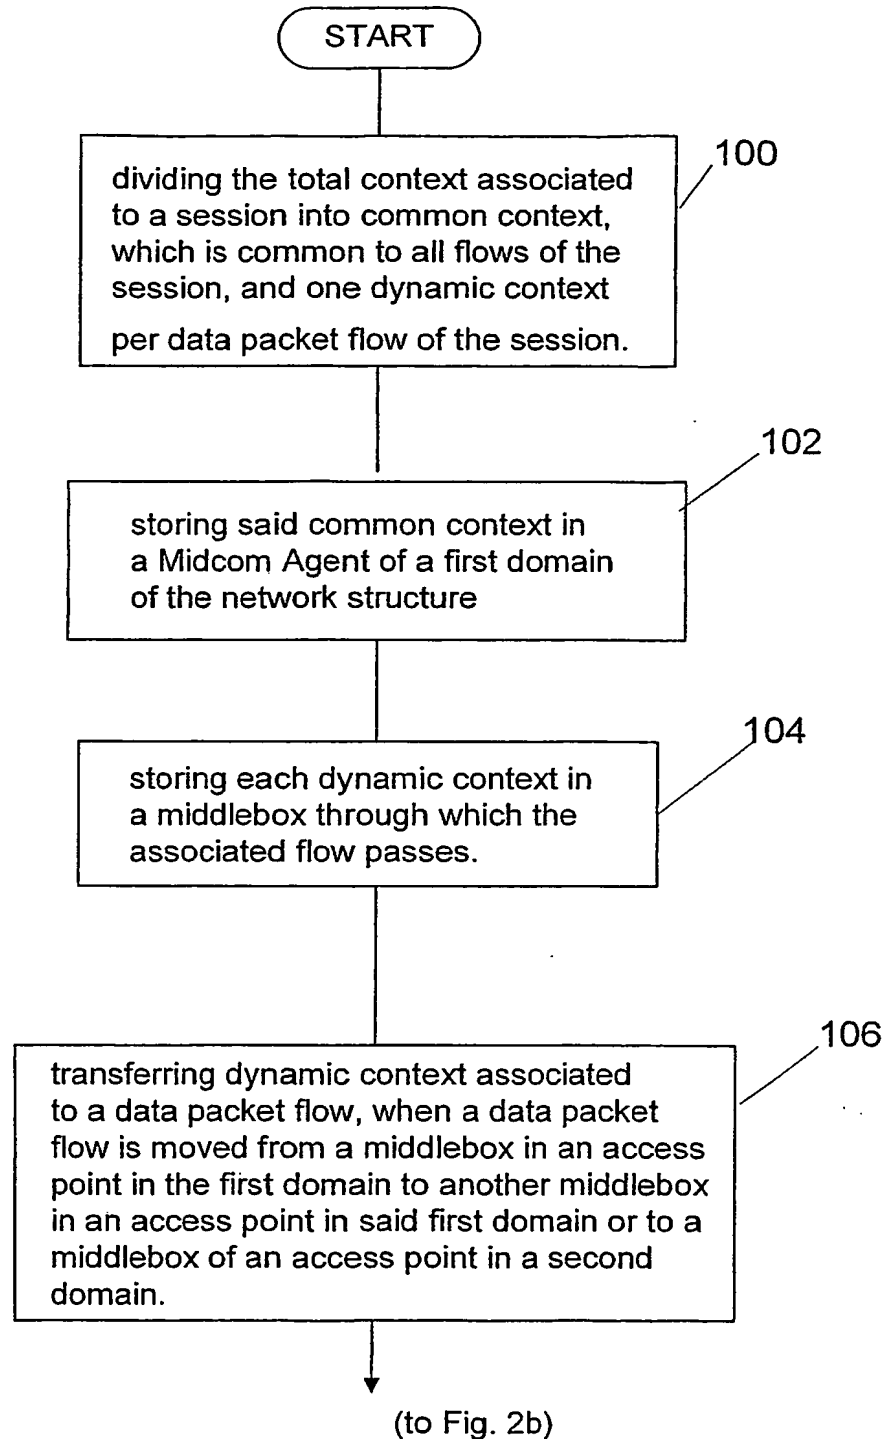 START
100
dividing the total context associated
to a session into common context,
which is common to all flows of the
session, and one dynamic context
per data packet flow of the session.
102
storing said common context in
a Midcom Agent of a first domain
of the network structure
104
storing each dynamic context in
a middlebox through which the
associated flow passes.
106
transferring dynamic context associated
to a data packet flow, when a data packet
flow is moved from a middlebox in an access
point in the first domain to another middlebox
in an access point in said first domain or to a
middlebox of an access point in a second
domain.
(to Fig. 2b)